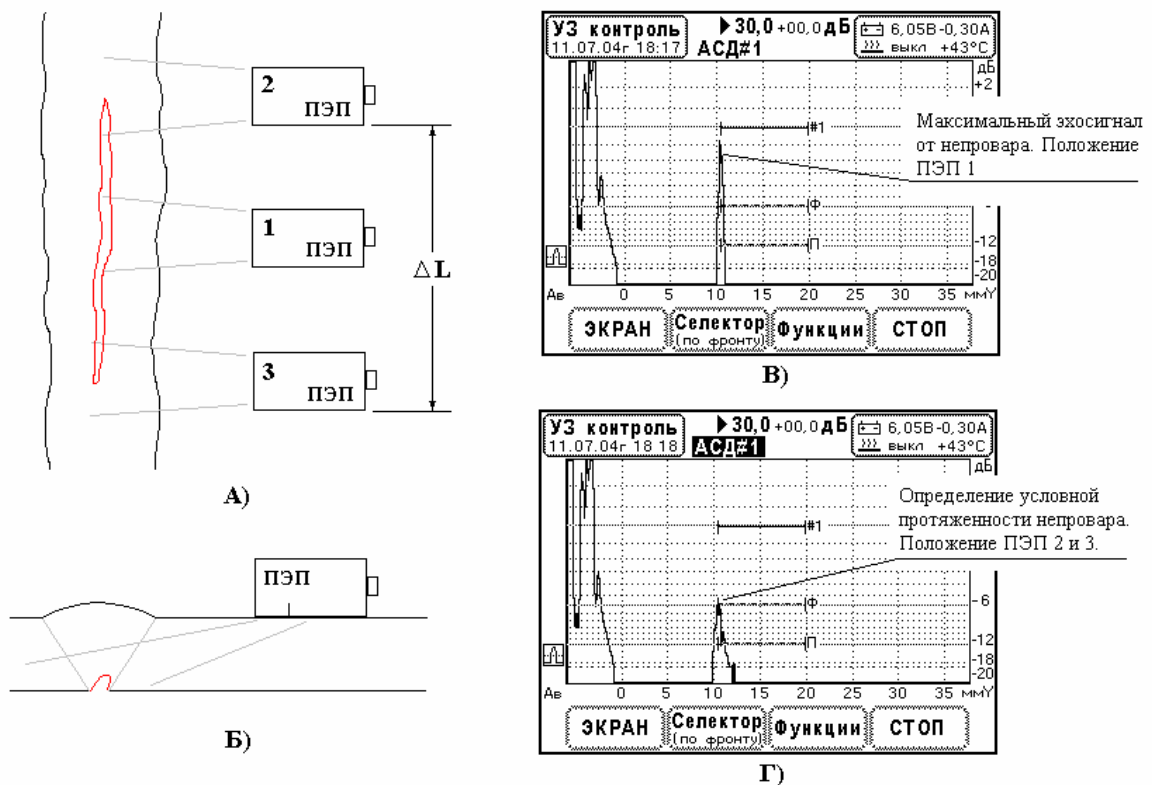 2
ПЭП
1
ПЭП
3
ПЭП
△L
А)
ПЭП
Б)
УЗ контроль
11.07.04г 18:17
▶30,0 +00,0 дБ
АСД#1
6,05В-0,30А
выкл +43°C
дБ
+2
#1
Ф
П
-
-12
-18
-20
Ав 0 5 10 15 20 25 30 35 ммY
ЭКРАН
Селектор
(по фронту)
Функции
СТОП
Максимальный эхосигнал
от непровара. Положение
ПЭП 1
В)
УЗ контроль
11.07.04г 18 18
▶30,0 +00,0 дБ
АСД#1
6,05В-0,30А
выкл +43°C
дБ
#1
Ф
П
-6
-12
-18
-20
Ав 0 5 10 15 20 25 30 35 ммY
ЭКРАН
Селектор
(по фронту)
Функции
СТОП
Определение условной
протяженности непровара.
Положение ПЭП 2 и 3.
Г)